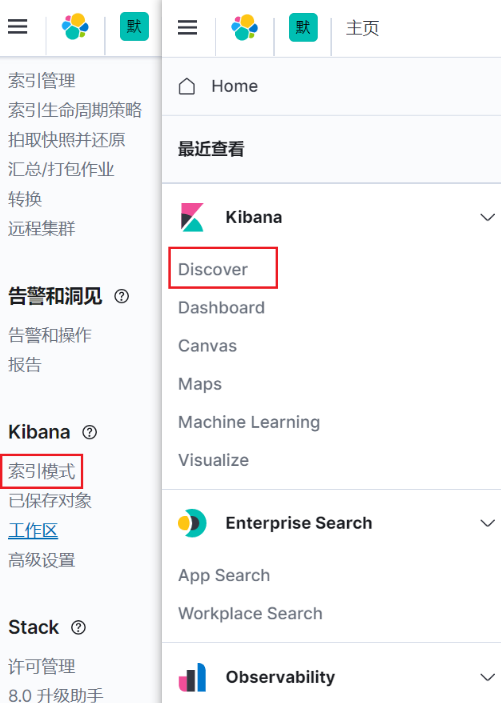 默
索引管理
索引生命周期策略
拍取快照并还原
汇总/打包作业
转换
远程集群
告警和洞见
告警和操作
报告
Kibana
索引模式
已保存对象
工作区
高级设置
Stack
许可管理
8.0 升级助手
默 主页
Home
最近查看
Kibana
Discover
Dashboard
Canvas
Maps
Machine Learning
Visualize
Enterprise Search
App Search
Workplace Search
Observability